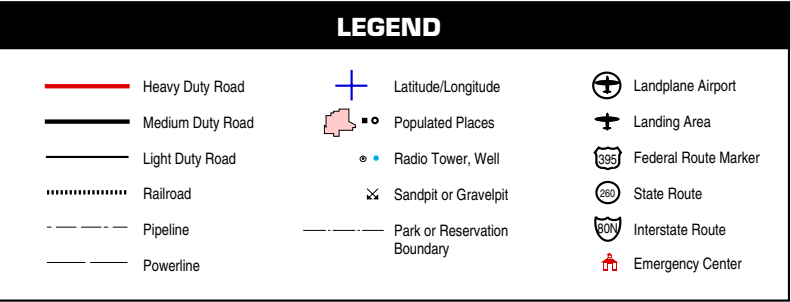 LEGEND
Heavy Duty Road
Medium Duty Road
Light Duty Road
Railroad
Pipeline
Powerline
Latitude/Longitude
Populated Places
Radio Tower, Well
Sandpit or Gravelpit
Park or Reservation
Boundary
Landplane Airport
Landing Area
395 Federal Route Marker
260 State Route
80N Interstate Route
Emergency Center